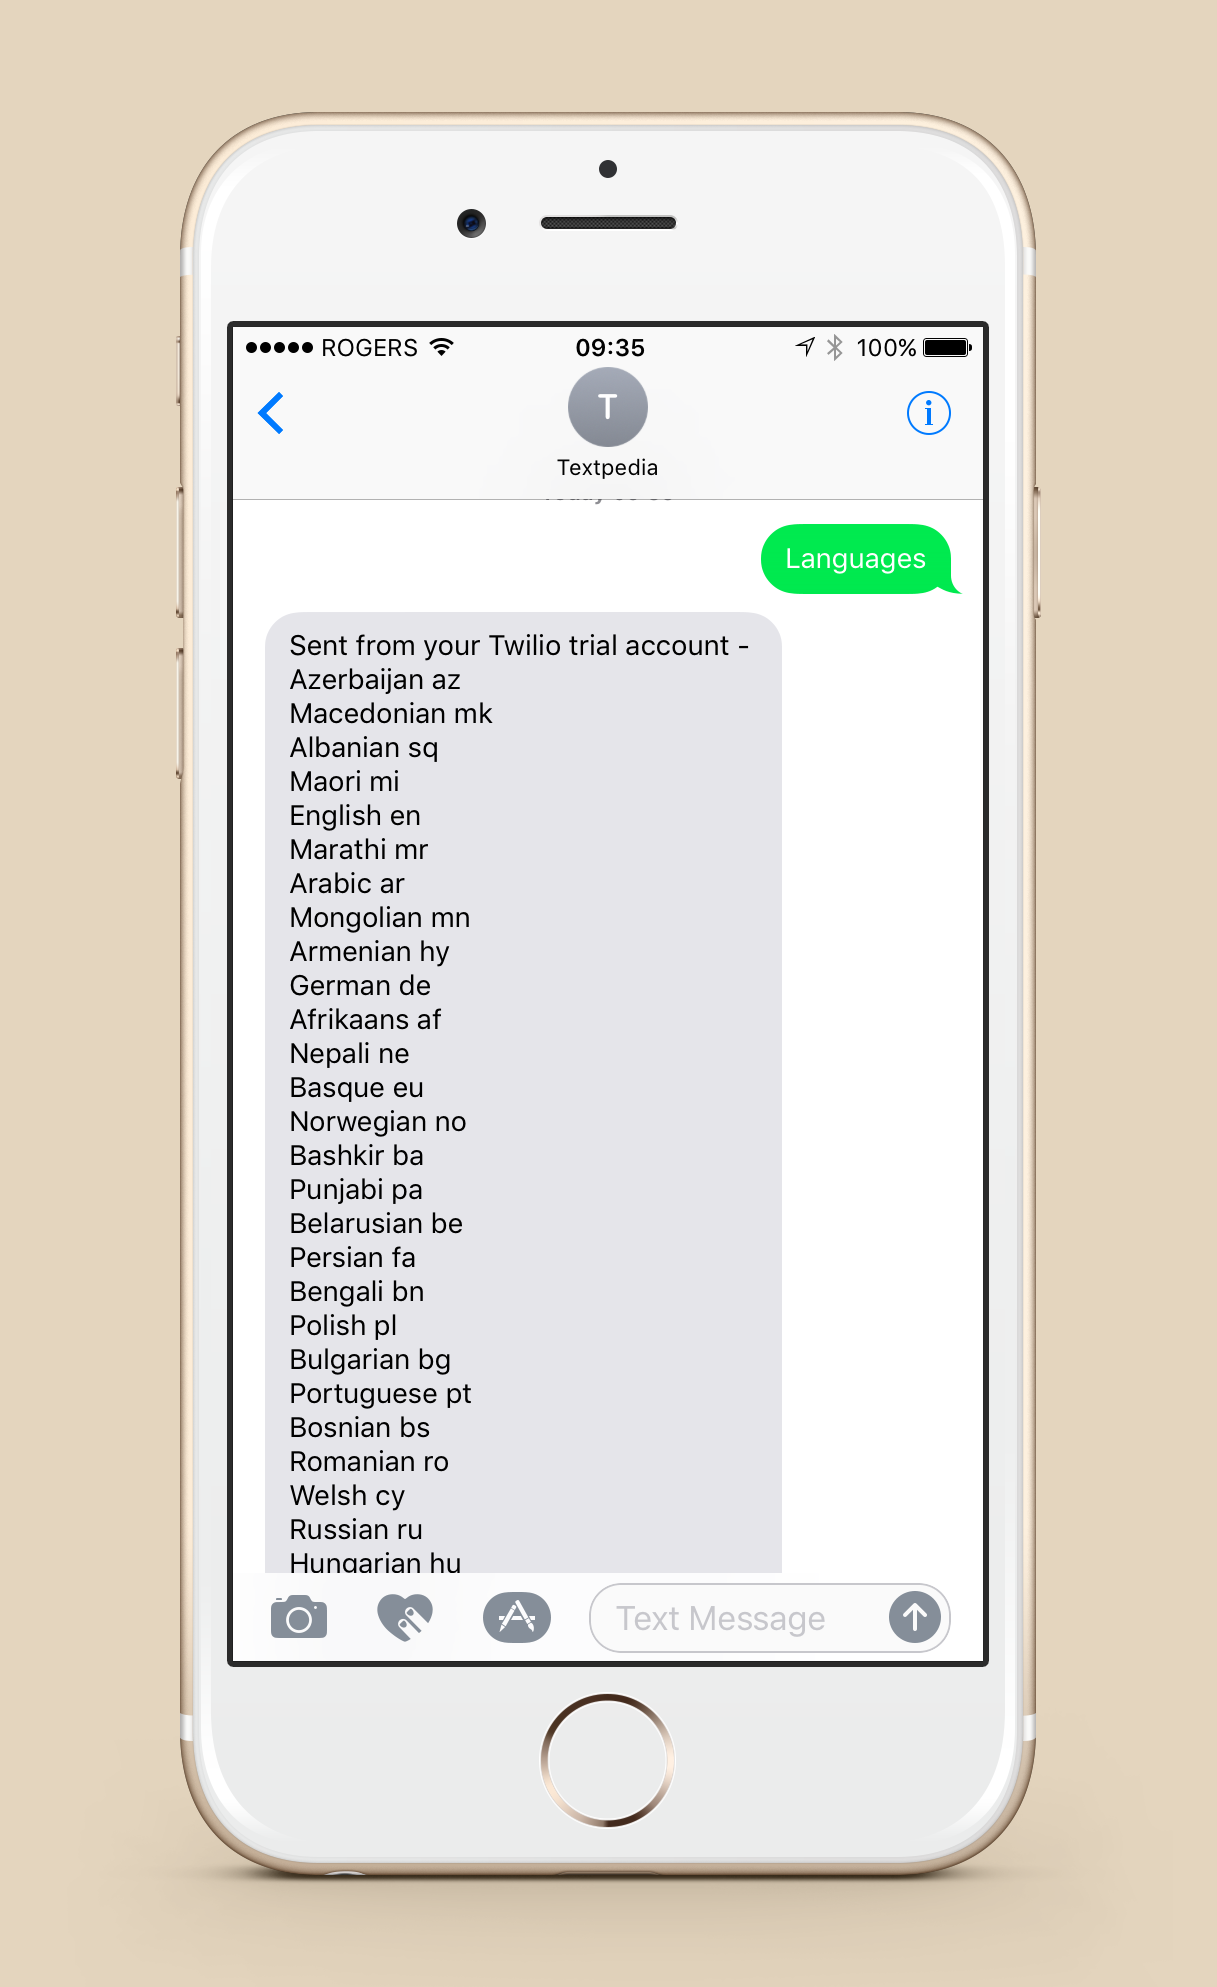 ROGERS 09:35 100%
T
Textpedia
Languages
Sent from your Twilio trial account -
Azerbaijan az
Macedonian mk
Albanian sq
Maori mi
English en
Marathi mr
Arabic ar
Mongolian mn
Armenian hy
German de
Afrikaans af
Nepali ne
Basque eu
Norwegian no
Bashkir ba
Punjabi pa
Belarusian be
Persian fa
Bengali bn
Polish pl
Bulgarian bg
Portuguese pt
Bosnian bs
Romanian ro
Welsh cy
Russian ru
Hungarian hu
Text Message